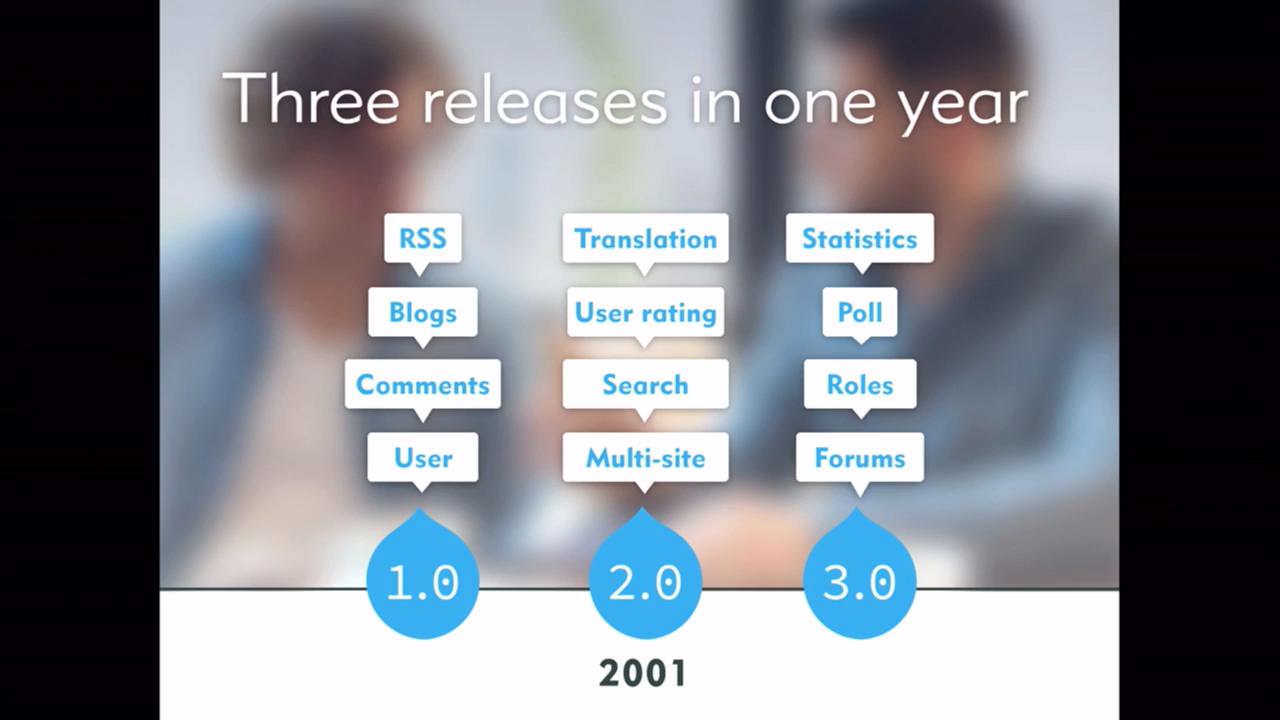 Three releases in one year
RSS
Translation
Statistics
Blogs
User rating
Poll
Comments
Search
Roles
User
Multi-site
Forums
1.0
2.0
3.0
2001